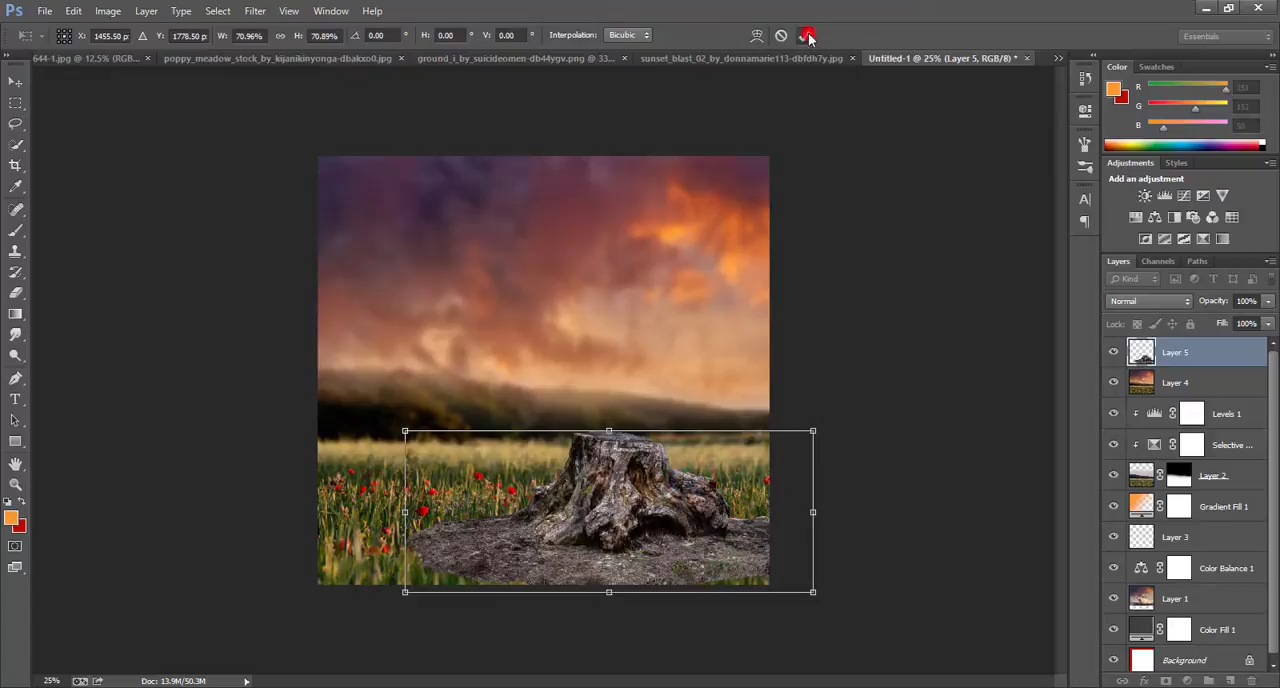 Ps File Edit Image Layer Type Select Filter View Window Help
X: 1455.50 p: Y: 1778.50 p: W: 70.96% H: 70.89% 0.00 ° H: 0.00 ° V: 0.00 ° Interpolation: Bicubic Essentials
644-1.jpg @ 12.5% (RGB... × poppy_meadow_stock_by_kijanikinyonga-dbakxo0.jpg × ground_i_by_suicideomen-db44ygv.png @ 33... × sunset_blast_02_by_donnamarie113-dbfdh7y.jpg × Untitled-1 @ 25% (Layer 5, RGB/8) * ×
Color Swatches
R 251
G 152
B 50
Adjustments Styles
Add an adjustment
Layers Channels Paths
Kind
Normal Opacity: 100%
Lock: Fill: 100%
Layer 5
Layer 4
Levels 1
Selective ...
Layer 2
Gradient Fill 1
Layer 3
Color Balance 1
Layer 1
Color Fill 1
Background
25% Doc: 13.9M/50.3M